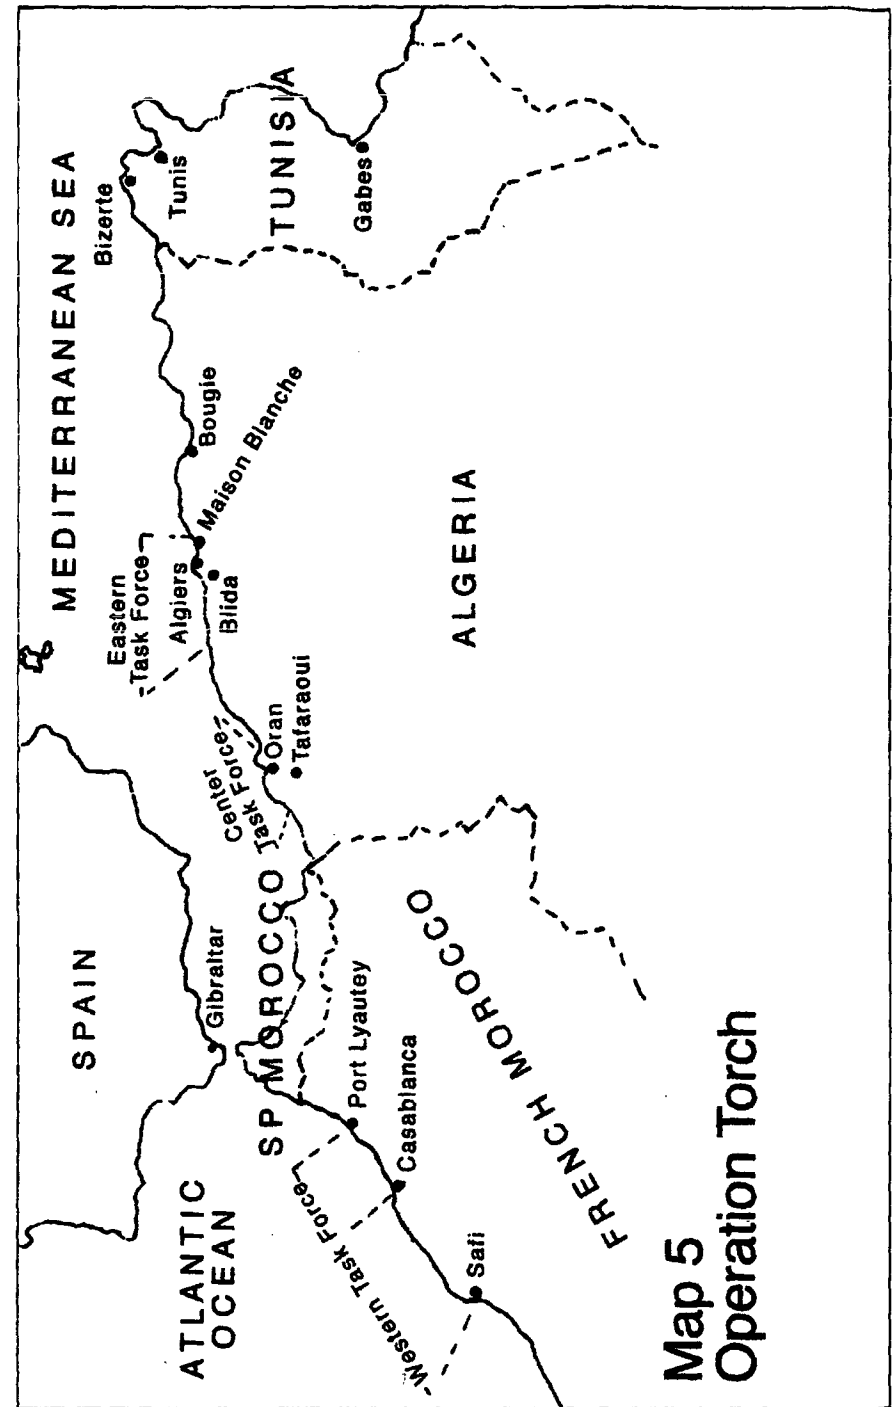 MEDITERRANEAN SEA
SPAIN
ATLANTIC
OCEAN
Bizerte
Tunis
TUNISIA
Gabes
Bougie
Maison Blanche
Eastern
Task Force
Algiers
Blida
ALGERIA
Center
Task Force
Oran
Tafaraoui
Gibraltar
SP MOROCCO
Port Lyautey
Casablanca
Western Task Force
Safi
FRENCH MOROCCO
Map 5
Operation Torch